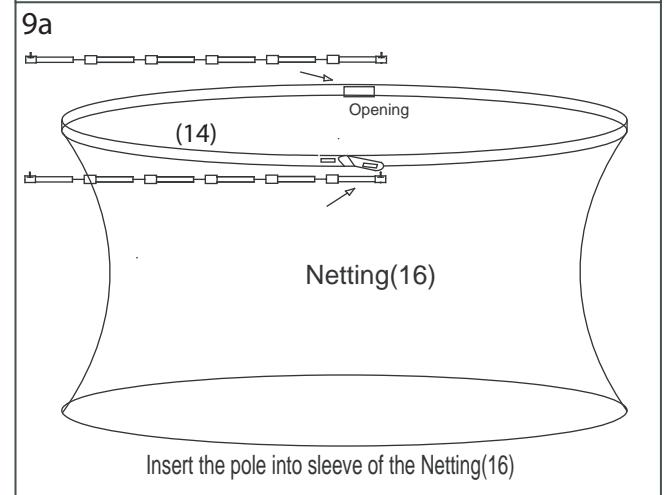 9a
Opening
(14)
Netting(16)
Insert the pole into sleeve of the Netting(16)